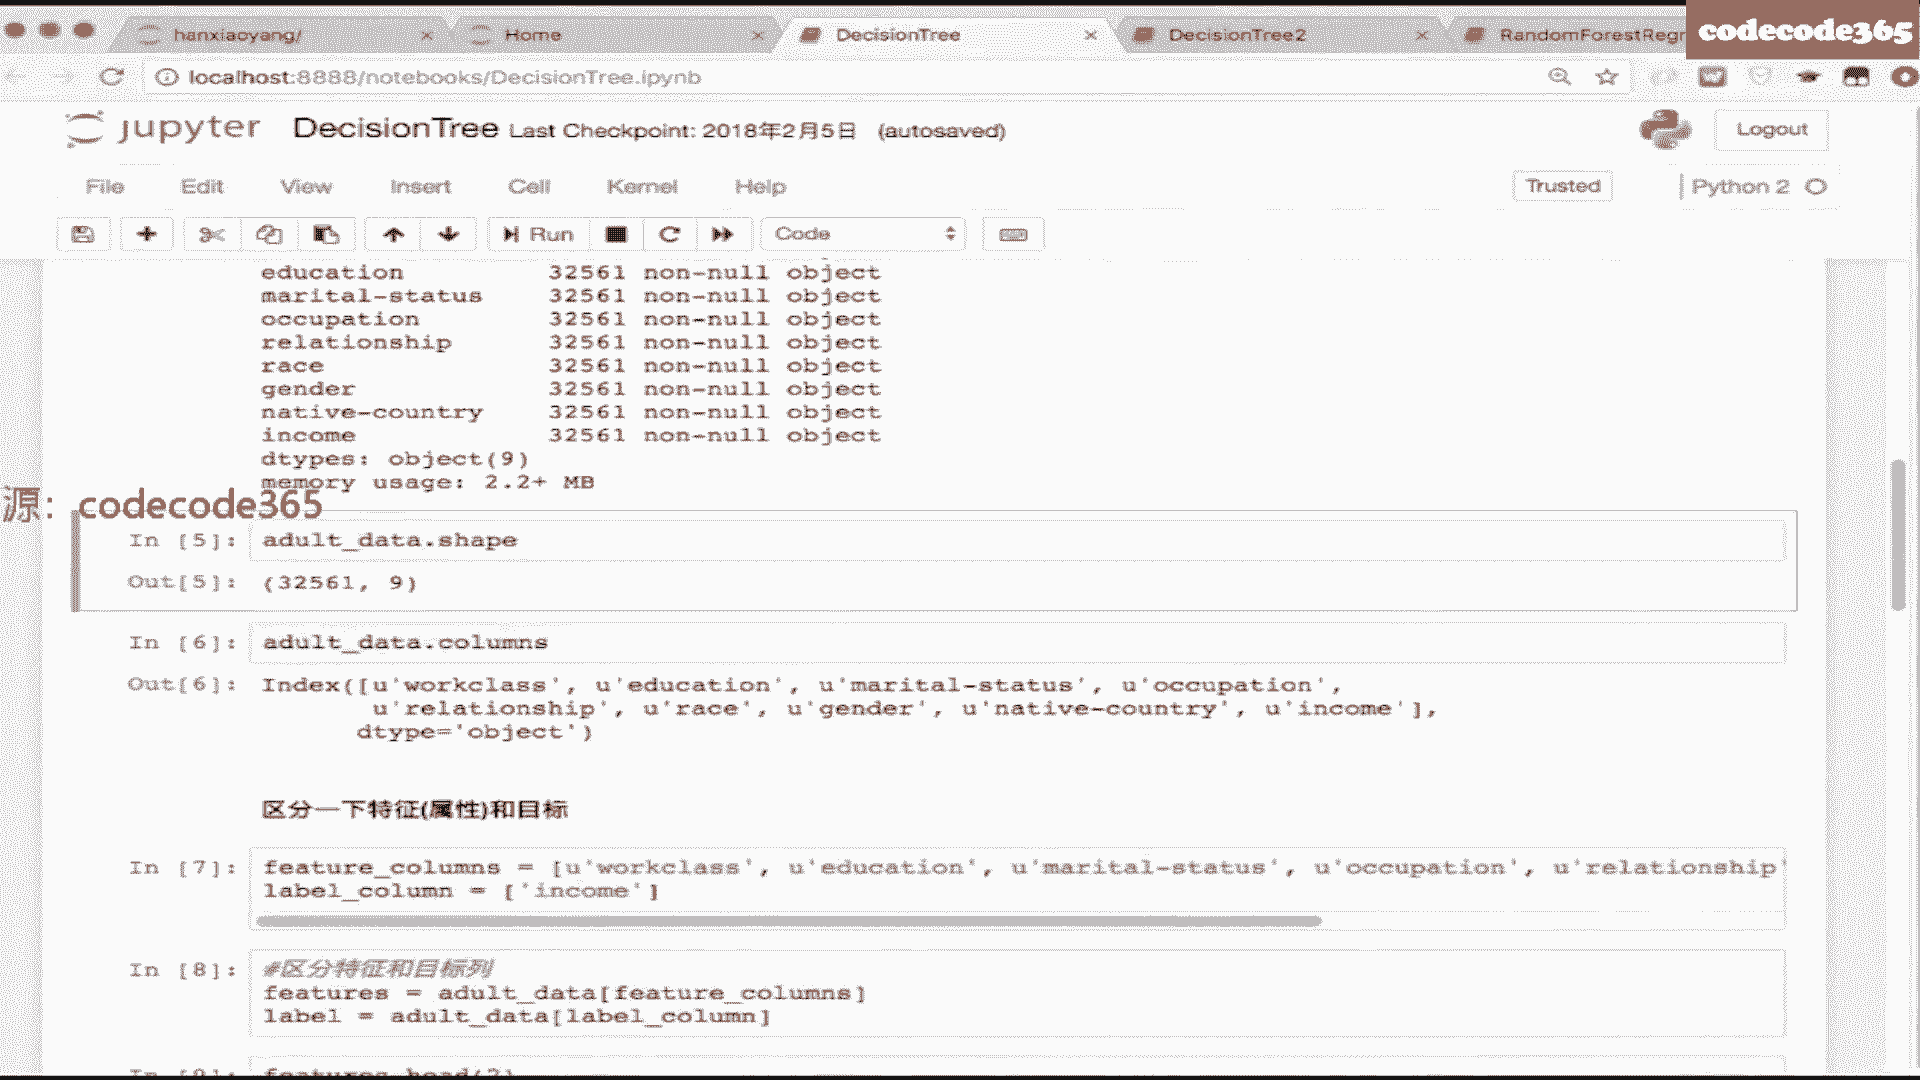 hanxiaoyang/
Home
DecisionTree
DecisionTree2
RandomForestRegr
codecode365
localhost:8888/notebooks/DecisionTree.ipynb
jupyter DecisionTree Last Checkpoint: 2018年2月5日 (autosaved)
Logout
File Edit View Insert Cell Kernel Help
Trusted
Python 2
Run
Code
education 32561 non-null object
marital-status 32561 non-null object
occupation 32561 non-null object
relationship 32561 non-null object
race 32561 non-null object
gender 32561 non-null object
native-country 32561 non-null object
income 32561 non-null object
dtypes: object(9)
memory usage: 2.2+ MB
源：codecode365
In [5]: adult_data.shape
Out[5]: (32561, 9)
In [6]: adult_data.columns
Out[6]: Index([u'workclass', u'education', u'marital-status', u'occupation',
u'relationship', u'race', u'gender', u'native-country', u'income'],
dtype='object')
区分一下特征(属性)和目标
In [7]: feature_columns = [u'workclass', u'education', u'marital-status', u'occupation', u'relationship'
label_column = ['income']
In [8]: #区分特征和目标列
features = adult_data[feature_columns]
label = adult_data[label_column]
In [9]: features.head(2)